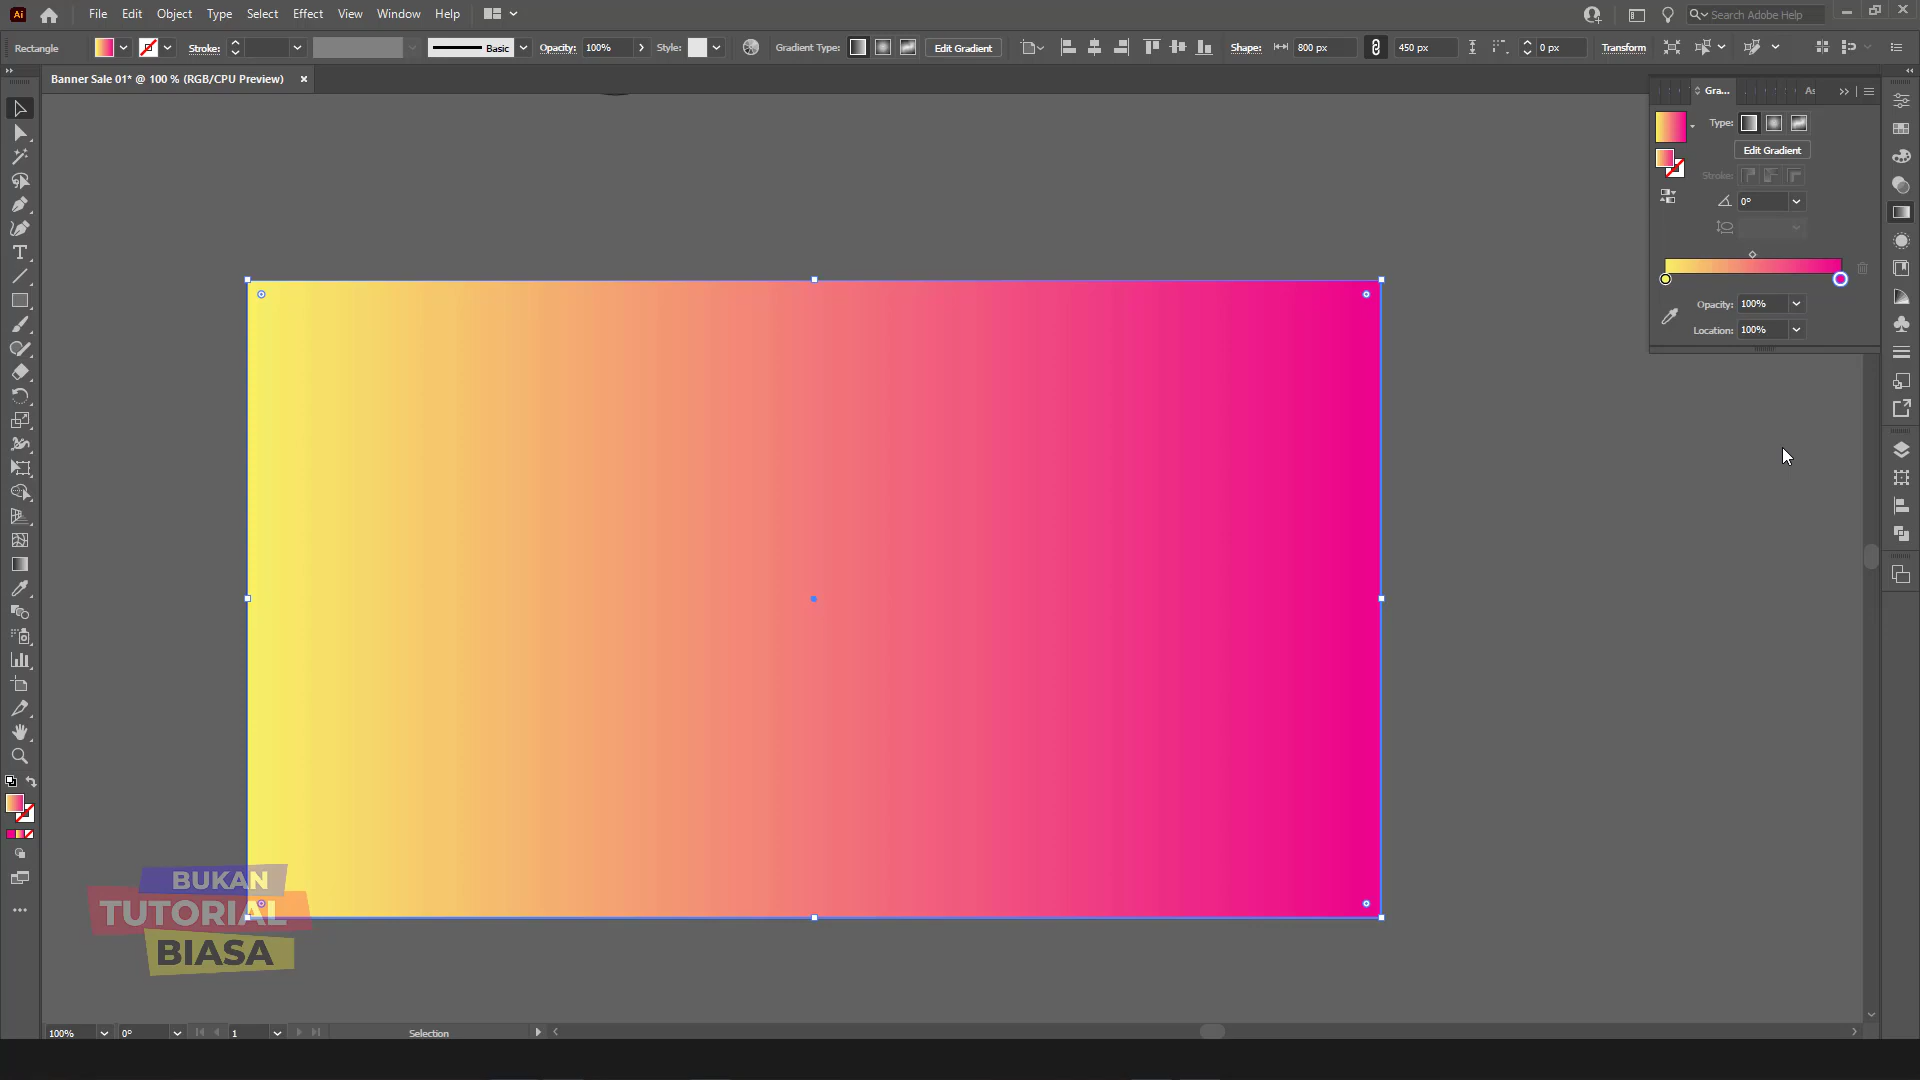 Ai File Edit Object Type Select Effect View Window Help Search Adobe Help
Rectangle Stroke: Basic Opacity: 100% Style: Gradient Type: Edit Gradient Shape: 800 px 450 px 0 px Transform
Banner Sale 01* @ 100 % (RGB/CPU Preview) ×
Gra... As
Type:
Edit Gradient
Stroke:
0°
Opacity: 100%
Location: 100%
BUKAN
TUTORIAL
BIASA
100% 0° 1 Selection